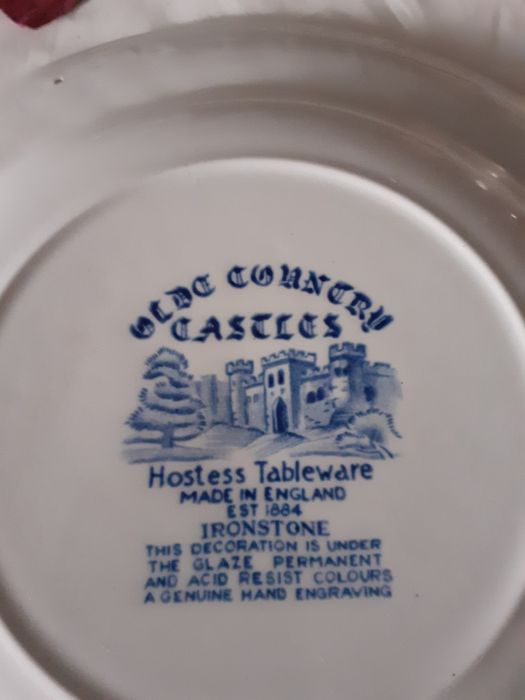 OLDE COUNTRY
CASTLES
Hostess Tableware
MADE IN ENGLAND
EST 1884
IRONSTONE
THIS DECORATION IS UNDER
THE GLAZE PERMANENT
AND ACID RESIST COLOURS
A GENUINE HAND ENGRAVING